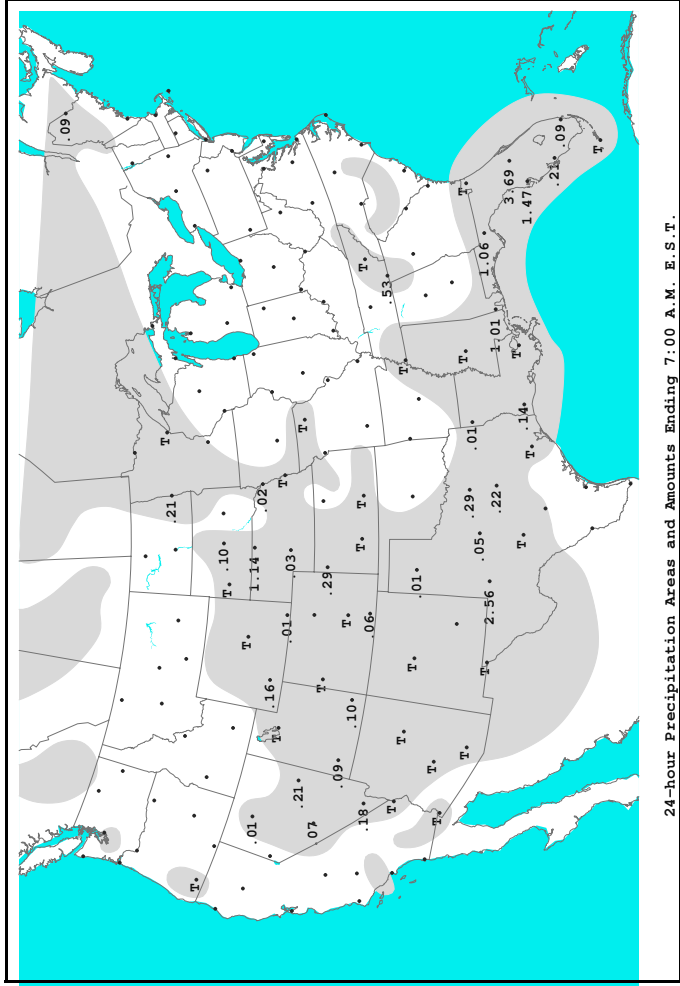 .09
T
.21
T
.10
T
T
.01
1.14
.02
.16
T
T
.01
.03
.21
T
.07
T
.29
.09
T
.10
T
T
T
.18
.06
.53
T
T
T
T
.01
T
T
T
T
T
.29
.01
.05
1.06
T
2.56
1.01
.22
3.69
T
T
.14
1.47
T
.21
.09
T
24-hour Precipitation Areas and Amounts Ending 7:00 A.M. E.S.T.